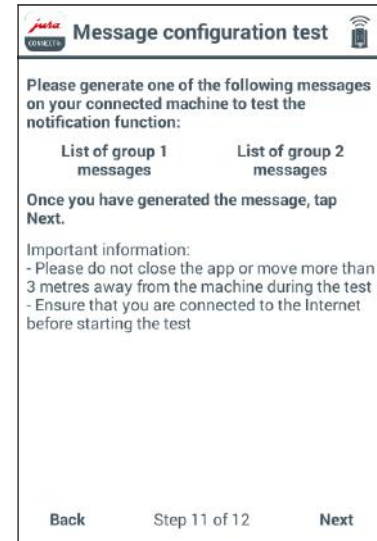 jura
CONNECT
Message configuration test
Please generate one of the following messages
on your connected machine to test the
notification function:
List of group 1 List of group 2
messages messages
Once you have generated the message, tap
Next.
Important information:
- Please do not close the app or move more than
3 metres away from the machine during the test
- Ensure that you are connected to the Internet
before starting the test
Back Step 11 of 12 Next